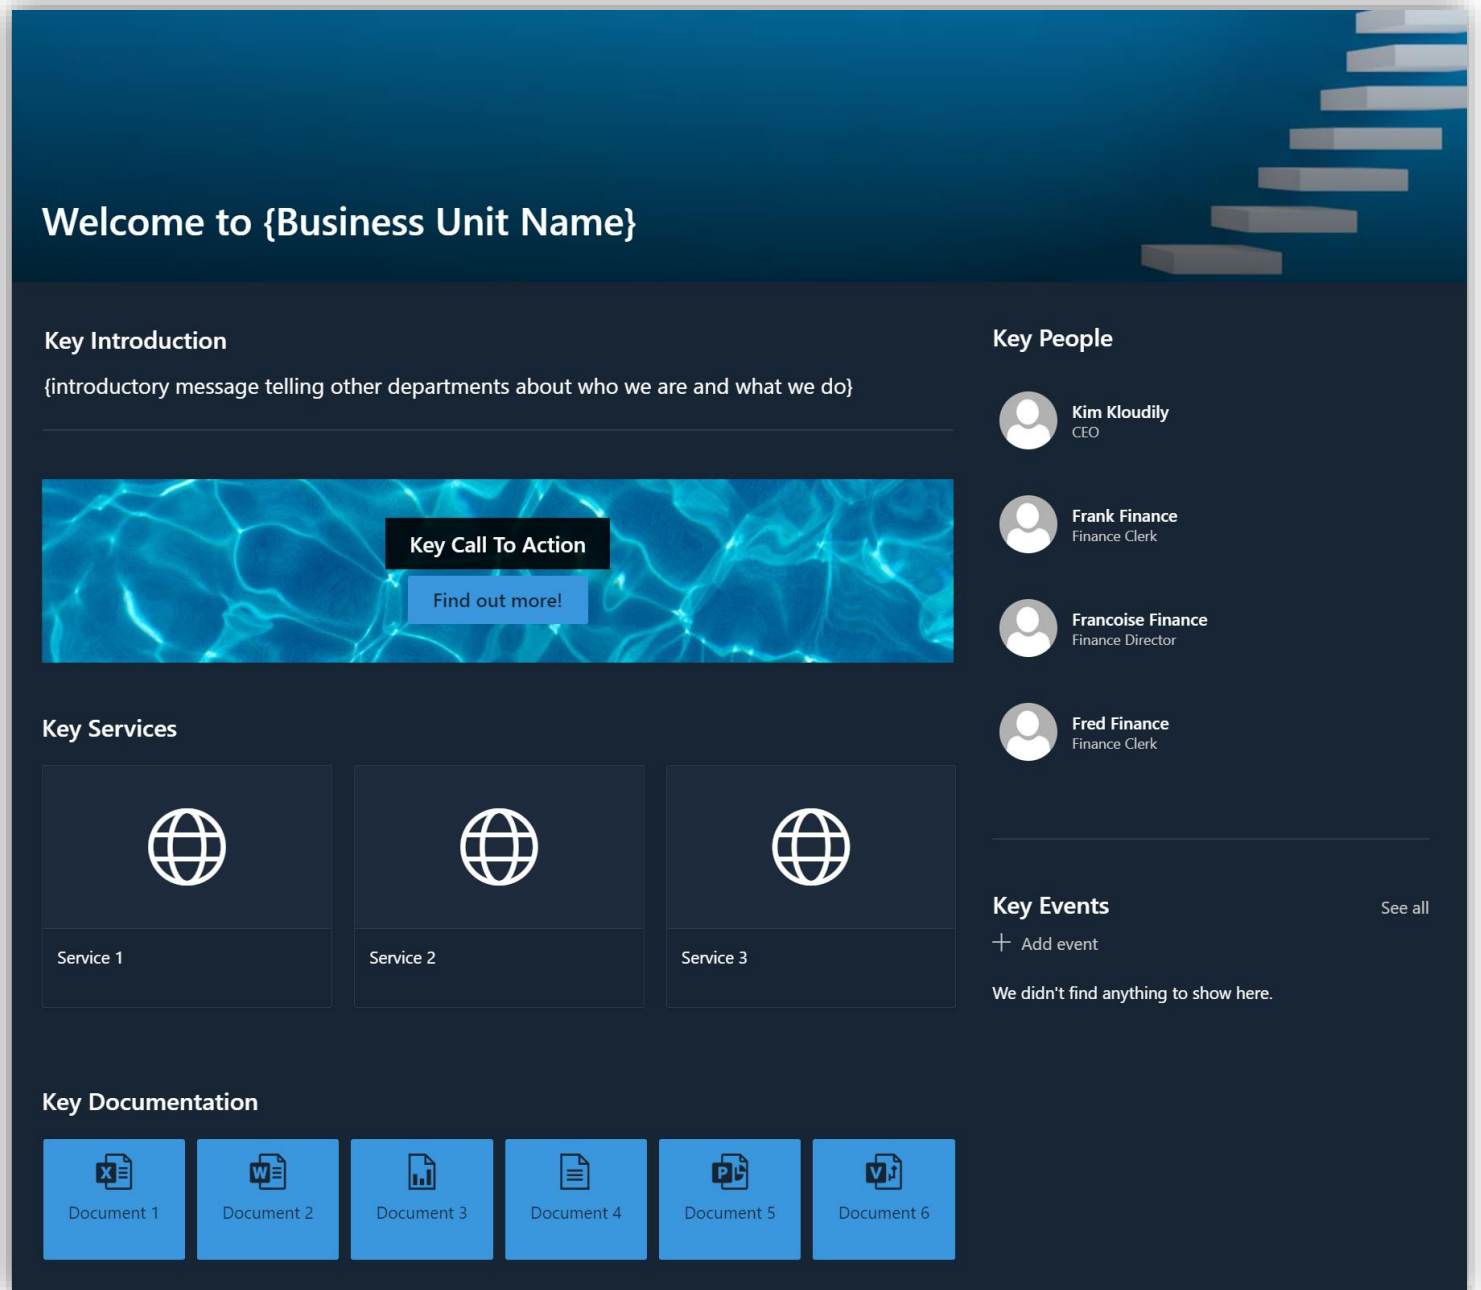 Welcome to {Business Unit Name}
Key Introduction
{introductory message telling other departments about who we are and what we do}
Key Call To Action
Find out more!
Key Services
Service 1
Service 2
Service 3
Key Documentation
X
Document 1
W
Document 2
Document 3
Document 4
P
Document 5
V
Document 6
Key People
Kim Kloudily
CEO
Frank Finance
Finance Clerk
Francoise Finance
Finance Director
Fred Finance
Finance Clerk
Key Events
See all
+ Add event
We didn't find anything to show here.